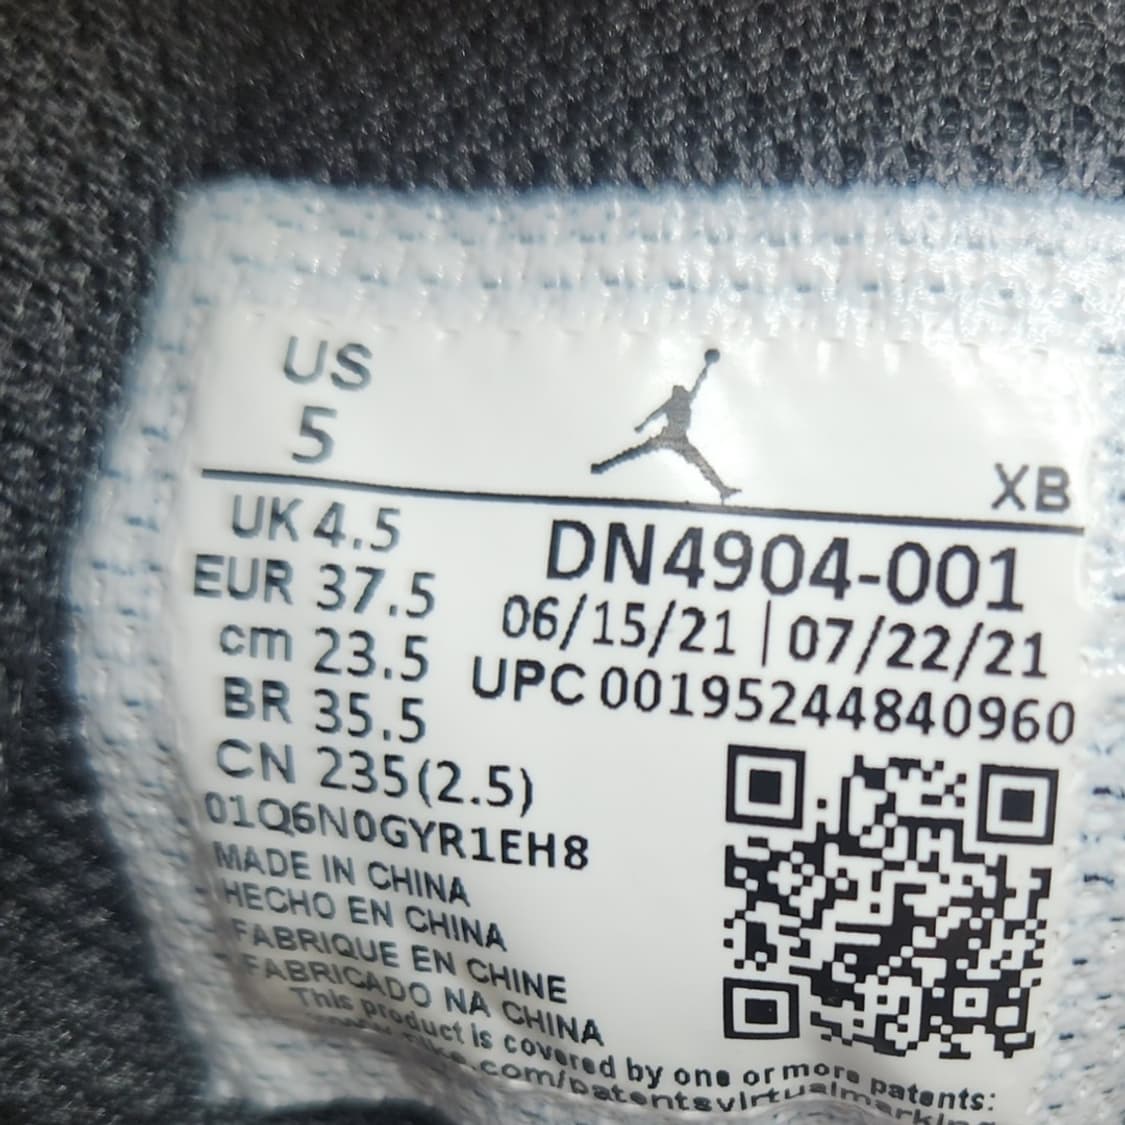 US
5
XB
UK 4.5
EUR 37.5
cm 23.5
BR 35.5
CN 235(2.5)
DN4904-001
06/15/21 | 07/22/21
UPC 00195244840960
01Q6N0GYR1EH8
MADE IN CHINA
HECHO EN CHINA
FABRIQUE EN CHINE
FABRICADO NA CHINA
This product is covered by one or more patents:
.com/patentsvirtualmarking